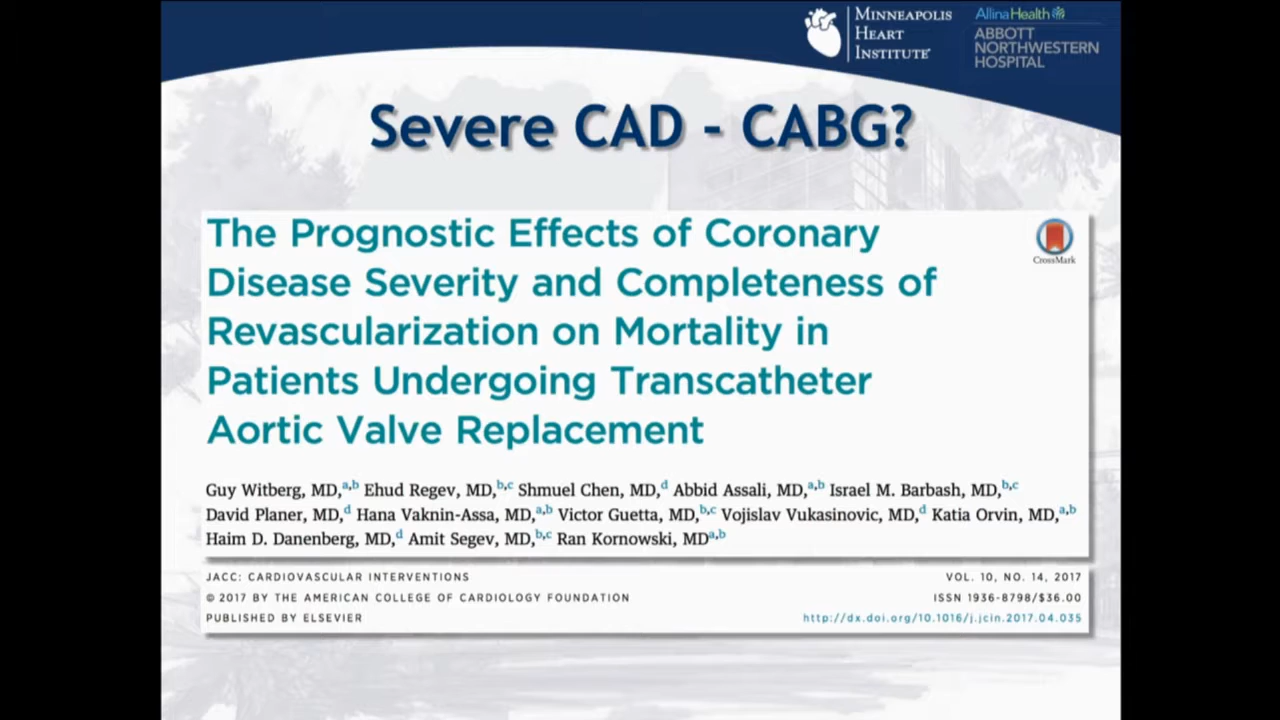 MINNEAPOLIS
HEART
INSTITUTE
AllinaHealth
ABBOTT
NORTHWESTERN
HOSPITAL
Severe CAD - CABG?
The Prognostic Effects of Coronary
Disease Severity and Completeness of
Revascularization on Mortality in
Patients Undergoing Transcatheter
Aortic Valve Replacement
CrossMark
Guy Witberg, MD,a,b Ehud Regev, MD,b,c Shmuel Chen, MD,d Abbid Assali, MD,a,b Israel M. Barbash, MD,b,c
David Planer, MD,d Hana Vaknin-Assa, MD,a,b Victor Guetta, MD,b,c Vojislav Vukasinovic, MD,d Katia Orvin, MD,a,b
Haim D. Danenberg, MD,d Amit Segev, MD,b,c Ran Kornowski, MDa,b
JACC: CARDIOVASCULAR INTERVENTIONS VOL. 10, NO. 14, 2017
© 2017 BY THE AMERICAN COLLEGE OF CARDIOLOGY FOUNDATION ISSN 1936-8798/$36.00
PUBLISHED BY ELSEVIER http://dx.doi.org/10.1016/j.jcin.2017.04.035